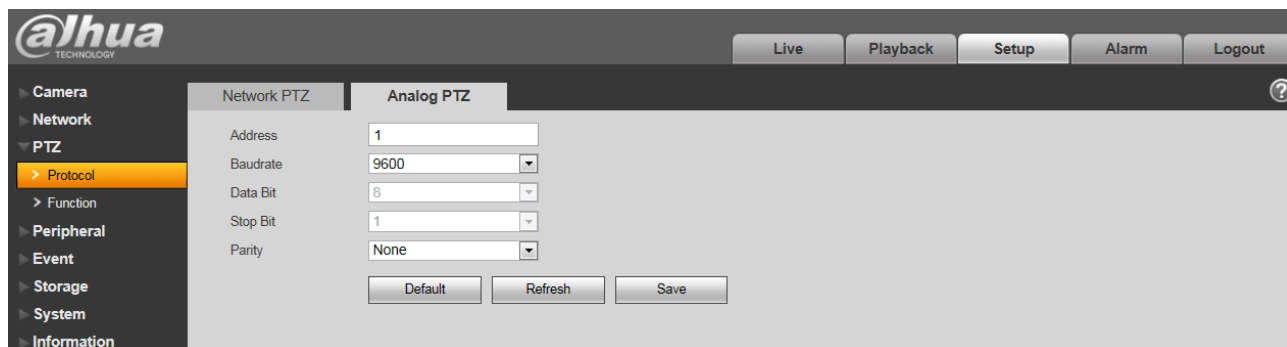 alhua
TECHNOLOGY
Live Playback Setup Alarm Logout
Camera
Network
PTZ
> Protocol
> Function
Peripheral
Event
Storage
System
Information
Network PTZ Analog PTZ
?
Address 1
Baudrate 9600
Data Bit 8
Stop Bit 1
Parity None
Default Refresh Save